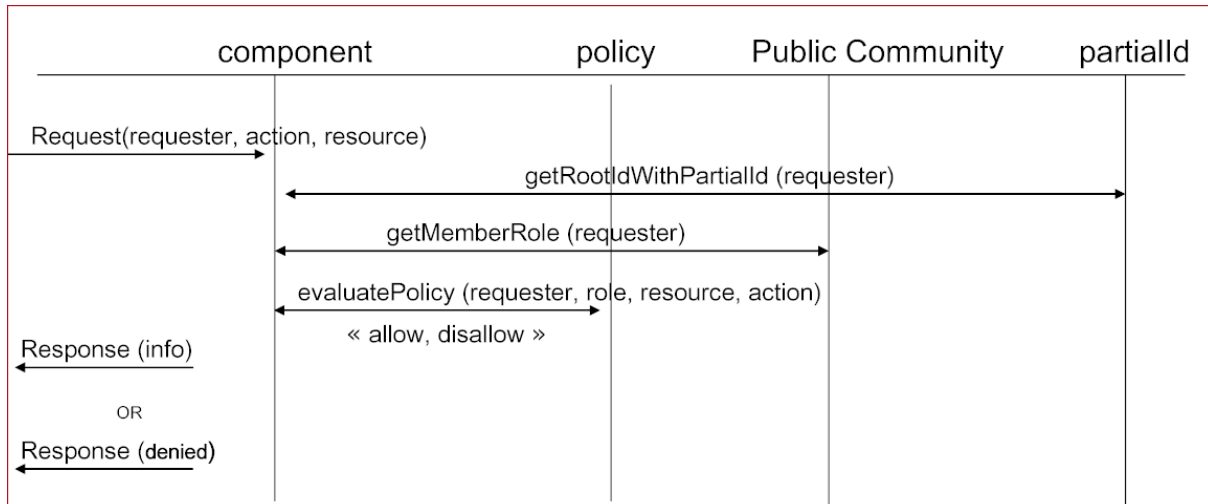 component policy Public Community partialId
Request(requester, action, resource)
getRootIdWithPartialId (requester)
getMemberRole (requester)
evaluatePolicy (requester, role, resource, action)
« allow, disallow »
Response (info)
OR
Response (denied)